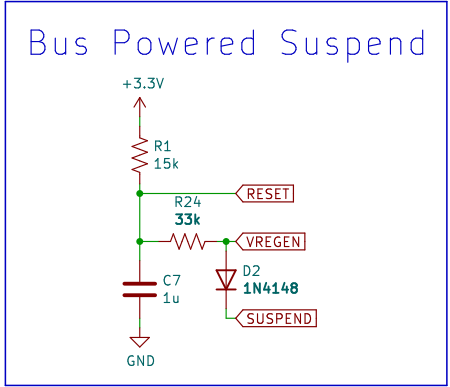 Bus Powered Suspend
+3.3V
R1
15k
RESET
R24
33k
VREGEN
D2
1N4148
C7
1u
SUSPEND
GND